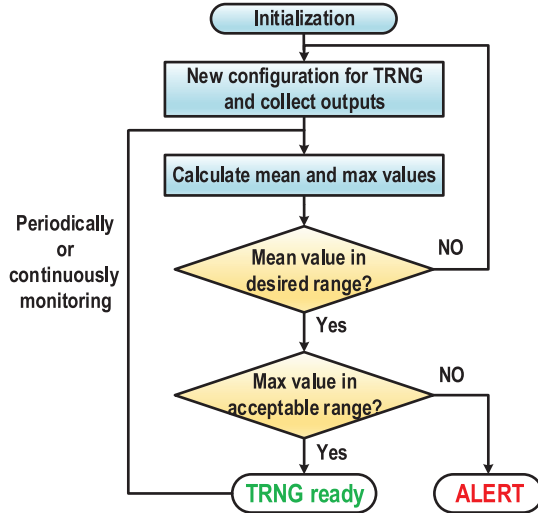 Initialization
New configuration for TRNG
and collect outputs
Calculate mean and max values
Periodically
or
continuously
monitoring
Mean value in
desired range?
NO
Yes
Max value in
acceptable range?
NO
Yes
TRNG ready
ALERT